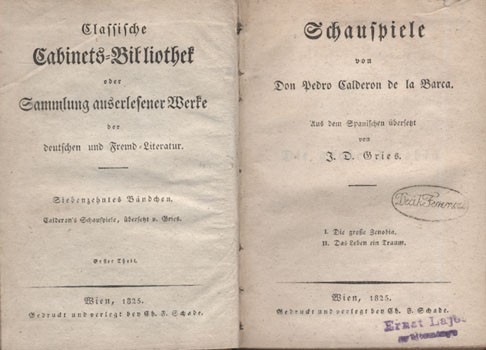 Classische
Cabinets-Bibliothek
oder
Sammlung auserlesener Werke
der
deutschen und Fremd-Literatur.
Siebenzehntes Bändchen.
Calderon's Schauspiele, übersetzt v. Gries.
Erster Theil.
Wien, 1825.
Gedruckt und verlegt bey Ch. F. Schade.
Schauspiele
von
Don Pedro Calderon de la Barca.
Aus dem Spanischen übersetzt
von
J. D. Gries.
I. Die große Zenobia.
II. Das Leben ein Traum.
Wien, 1825.
Gedruckt und verlegt bey Ch. F. Schade.
Ernst